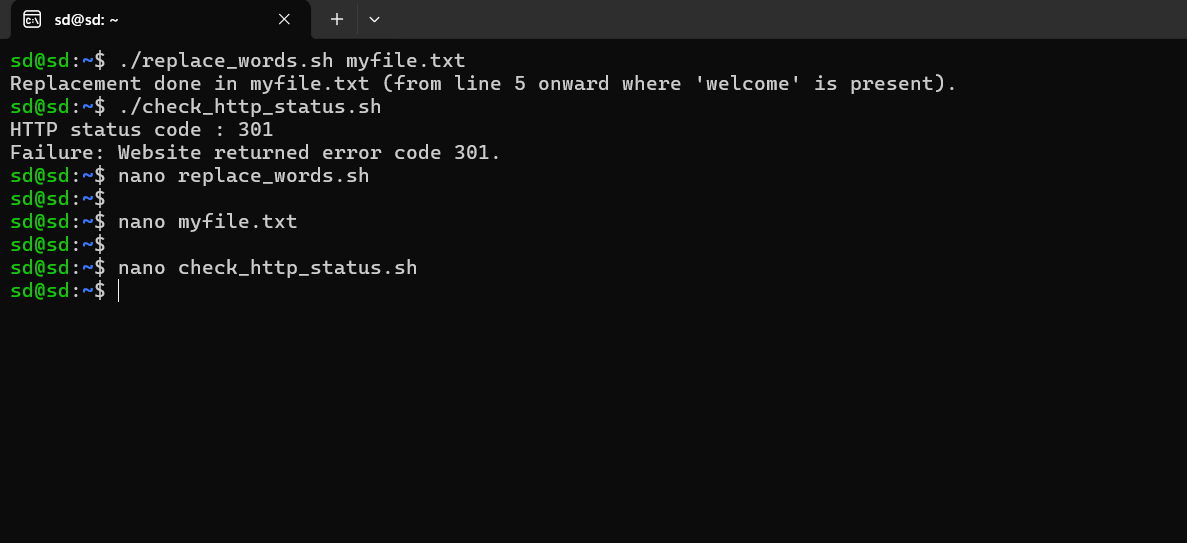 sd@sd: ~
sd@sd:~$ ./replace_words.sh myfile.txt
Replacement done in myfile.txt (from line 5 onward where 'welcome' is present).
sd@sd:~$ ./check_http_status.sh
HTTP status code : 301
Failure: Website returned error code 301.
sd@sd:~$ nano replace_words.sh
sd@sd:~$
sd@sd:~$ nano myfile.txt
sd@sd:~$
sd@sd:~$ nano check_http_status.sh
sd@sd:~$